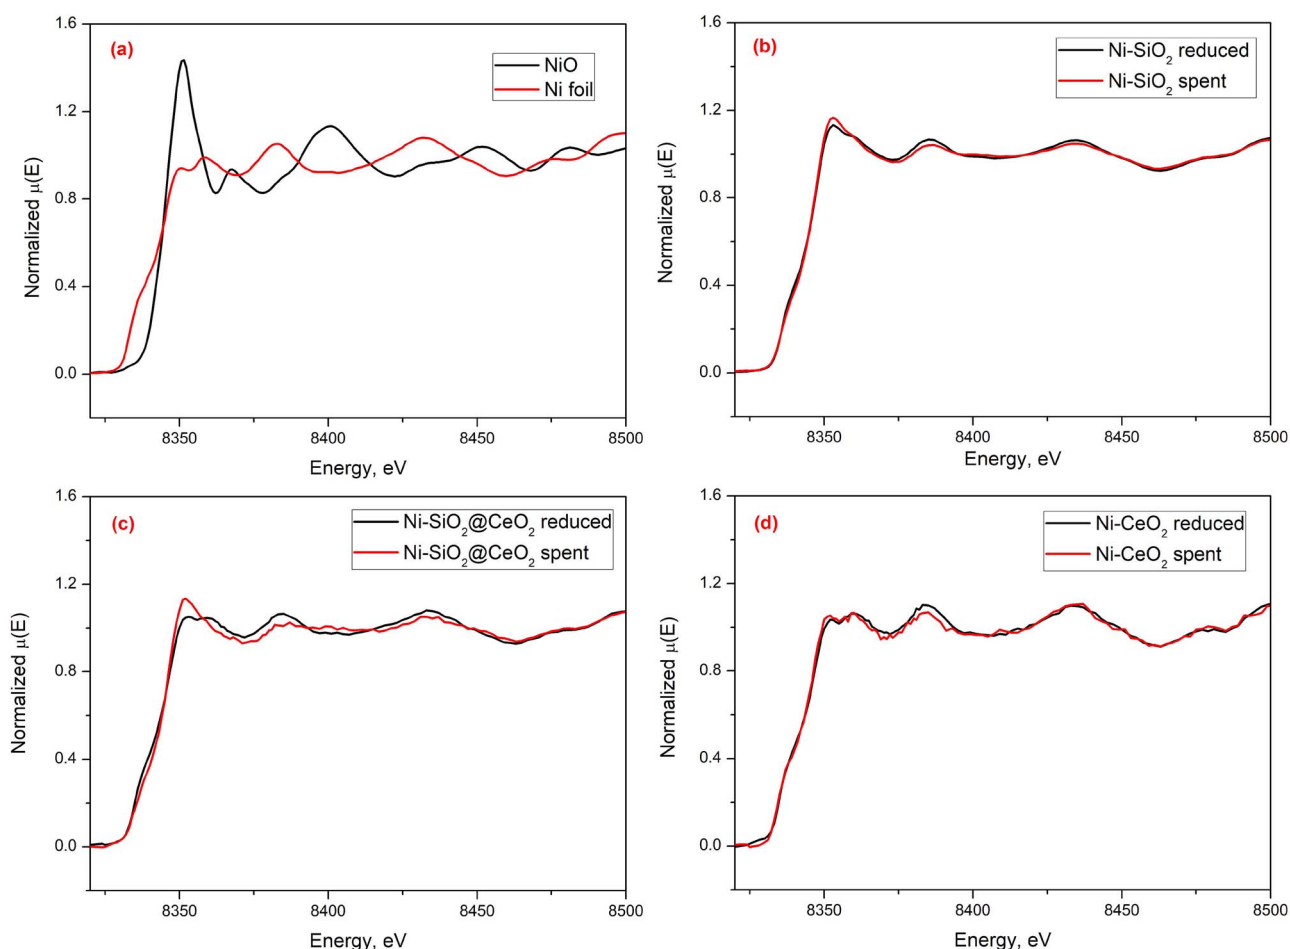 (a)
NiO
Ni foil
1.6
1.2
0.8
0.4
0.0
Normalized μ(E)
8350
8400
8450
8500
Energy, eV
(b)
Ni-SiO₂ reduced
Ni-SiO₂ spent
1.6
1.2
0.8
0.4
0.0
Normalized μ(E)
8350
8400
8450
8500
Energy, eV
(c)
Ni-SiO₂@CeO₂ reduced
Ni-SiO₂@CeO₂ spent
1.6
1.2
0.8
0.4
0.0
Normalized μ(E)
8350
8400
8450
8500
Energy, eV
(d)
Ni-CeO₂ reduced
Ni-CeO₂ spent
1.6
1.2
0.8
0.4
0.0
Normalized μ(E)
8350
8400
8450
8500
Energy, eV